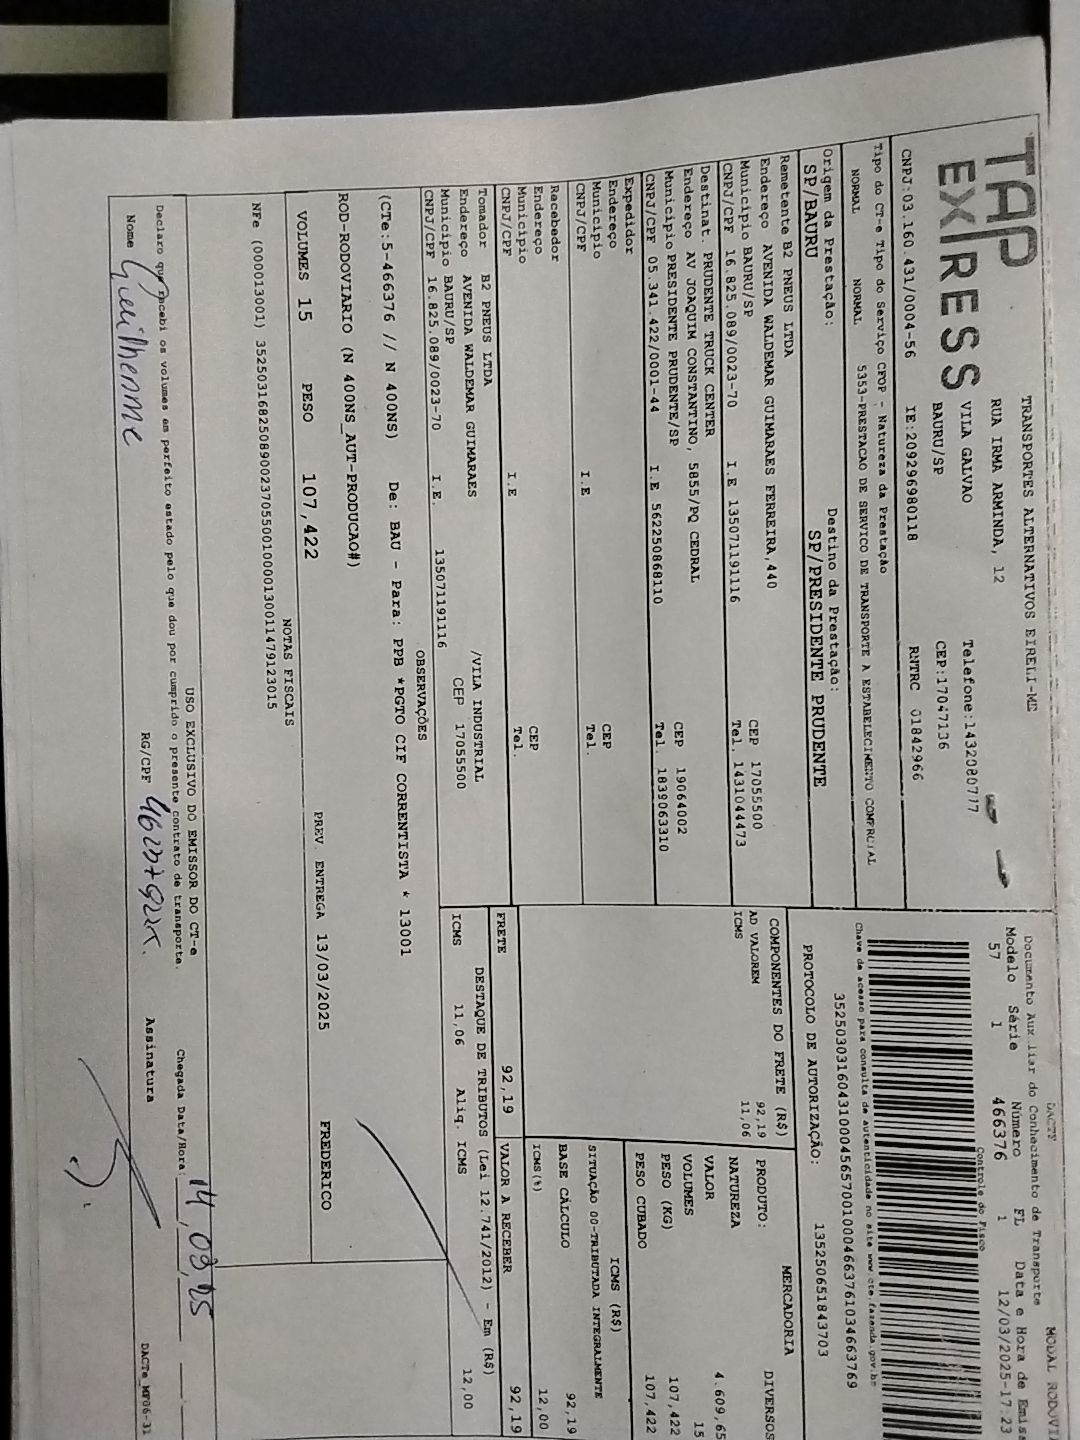 TAP
EXPRESS
TRANSPORTES ALTERNATIVOS EIRELI-ME
RUA IRMA ARMINDA, 12
VILA GALVAO Telefone:1432080777
BAURU/SP CEP:17047136
CNPJ:03.160.431/0004-56 IE:209296980118 RNTRC 01842966
Tipo do CT-e Tipo do Serviço CFOP - Natureza da Prestação
NORMAL NORMAL 5353-PRESTACAO DE SERVICO DE TRANSPORTE A ESTABELECIMENTO COMERCIAL
Origem da Prestação: Destino da Prestação:
SP/BAURU SP/PRESIDENTE PRUDENTE
Remetente B2 PNEUS LTDA
Endereço AVENIDA WALDEMAR GUIMARAES FERREIRA,440
Municipio BAURU/SP CEP 17055500
CNPJ/CPF 16.825.089/0023-70 I.E 135071191116 Tel. 1431044473
Destinat. PRUDENTE TRUCK CENTER
Endereço AV JOAQUIM CONSTANTINO, 5855/PQ CEDRAL
Municipio PRESIDENTE PRUDENTE/SP CEP 19064002
CNPJ/CPF 05.341.422/0001-44 I.E 562250868110 Tel. 1839063310
Expedidor
Endereço
Municipio CEP
CNPJ/CPF I.E Tel.
Recebedor
Endereço
Municipio CEP
CNPJ/CPF I.E Tel.
Tomador B2 PNEUS LTDA
Endereço AVENIDA WALDEMAR GUIMARAES /VILA INDUSTRIAL
Municipio BAURU/SP CEP 17055500
CNPJ/CPF 16.825.089/0023-70 I.E. 135071191116
DACTE MODAL
Documento Auxiliar do Conhecimento de Transporte
Modelo Série Número FL Data e Hora de
57 1 466376 1 12/03/2025-17:23
Controle do Fisco
Chave de acesso para consulta de autenticidade no site www.cte.fazenda.gov.br
35250303160431000456570010004663761034663769
PROTOCOLO DE AUTORIZAÇÃO: 135250651843703
COMPONENTES DO FRETE (R$)
AD VALOREM 92,19
ICMS 11,06
FRETE 92,19
MERCADORIA
PRODUTO: DIVERSOS
NATUREZA
VALOR 4.609,65
VOLUMES 15
PESO (KG) 107,422
PESO CUBADO 107,422
ICMS (R$)
SITUAÇÃO 00-TRIBUTADA INTEGRALMENTE
BASE CÁLCULO 92,19
ICMS(%) 12,00
VALOR A RECEBER 92,19
DESTAQUE DE TRIBUTOS (Lei 12.741/2012) - Em (R$)
ICMS 11,06 Aliq. ICMS 12,00
OBSERVAÇÕES
(CTe:5-466376 // N 400NS) De: BAU - Para: PPB *PGTO CIF CORRENTISTA * 13001
ROD-RODOVIARIO (N 400NS_AUT-PRODUCAO#)
VOLUMES 15 PESO 107,422 PREV. ENTREGA 13/03/2025 FREDERICO
NOTAS FISCAIS
NFe (000013001) 35250316825089002370550010000130011479123015
USO EXCLUSIVO DO EMISSOR DO CT-e
Declaro que recebi os volumes em perfeito estado pelo que dou por cumprido o presente contrato de transporte. Chegada Data/Hora: 14,03,25
Nome Guilherme RG/CPF Assinatura